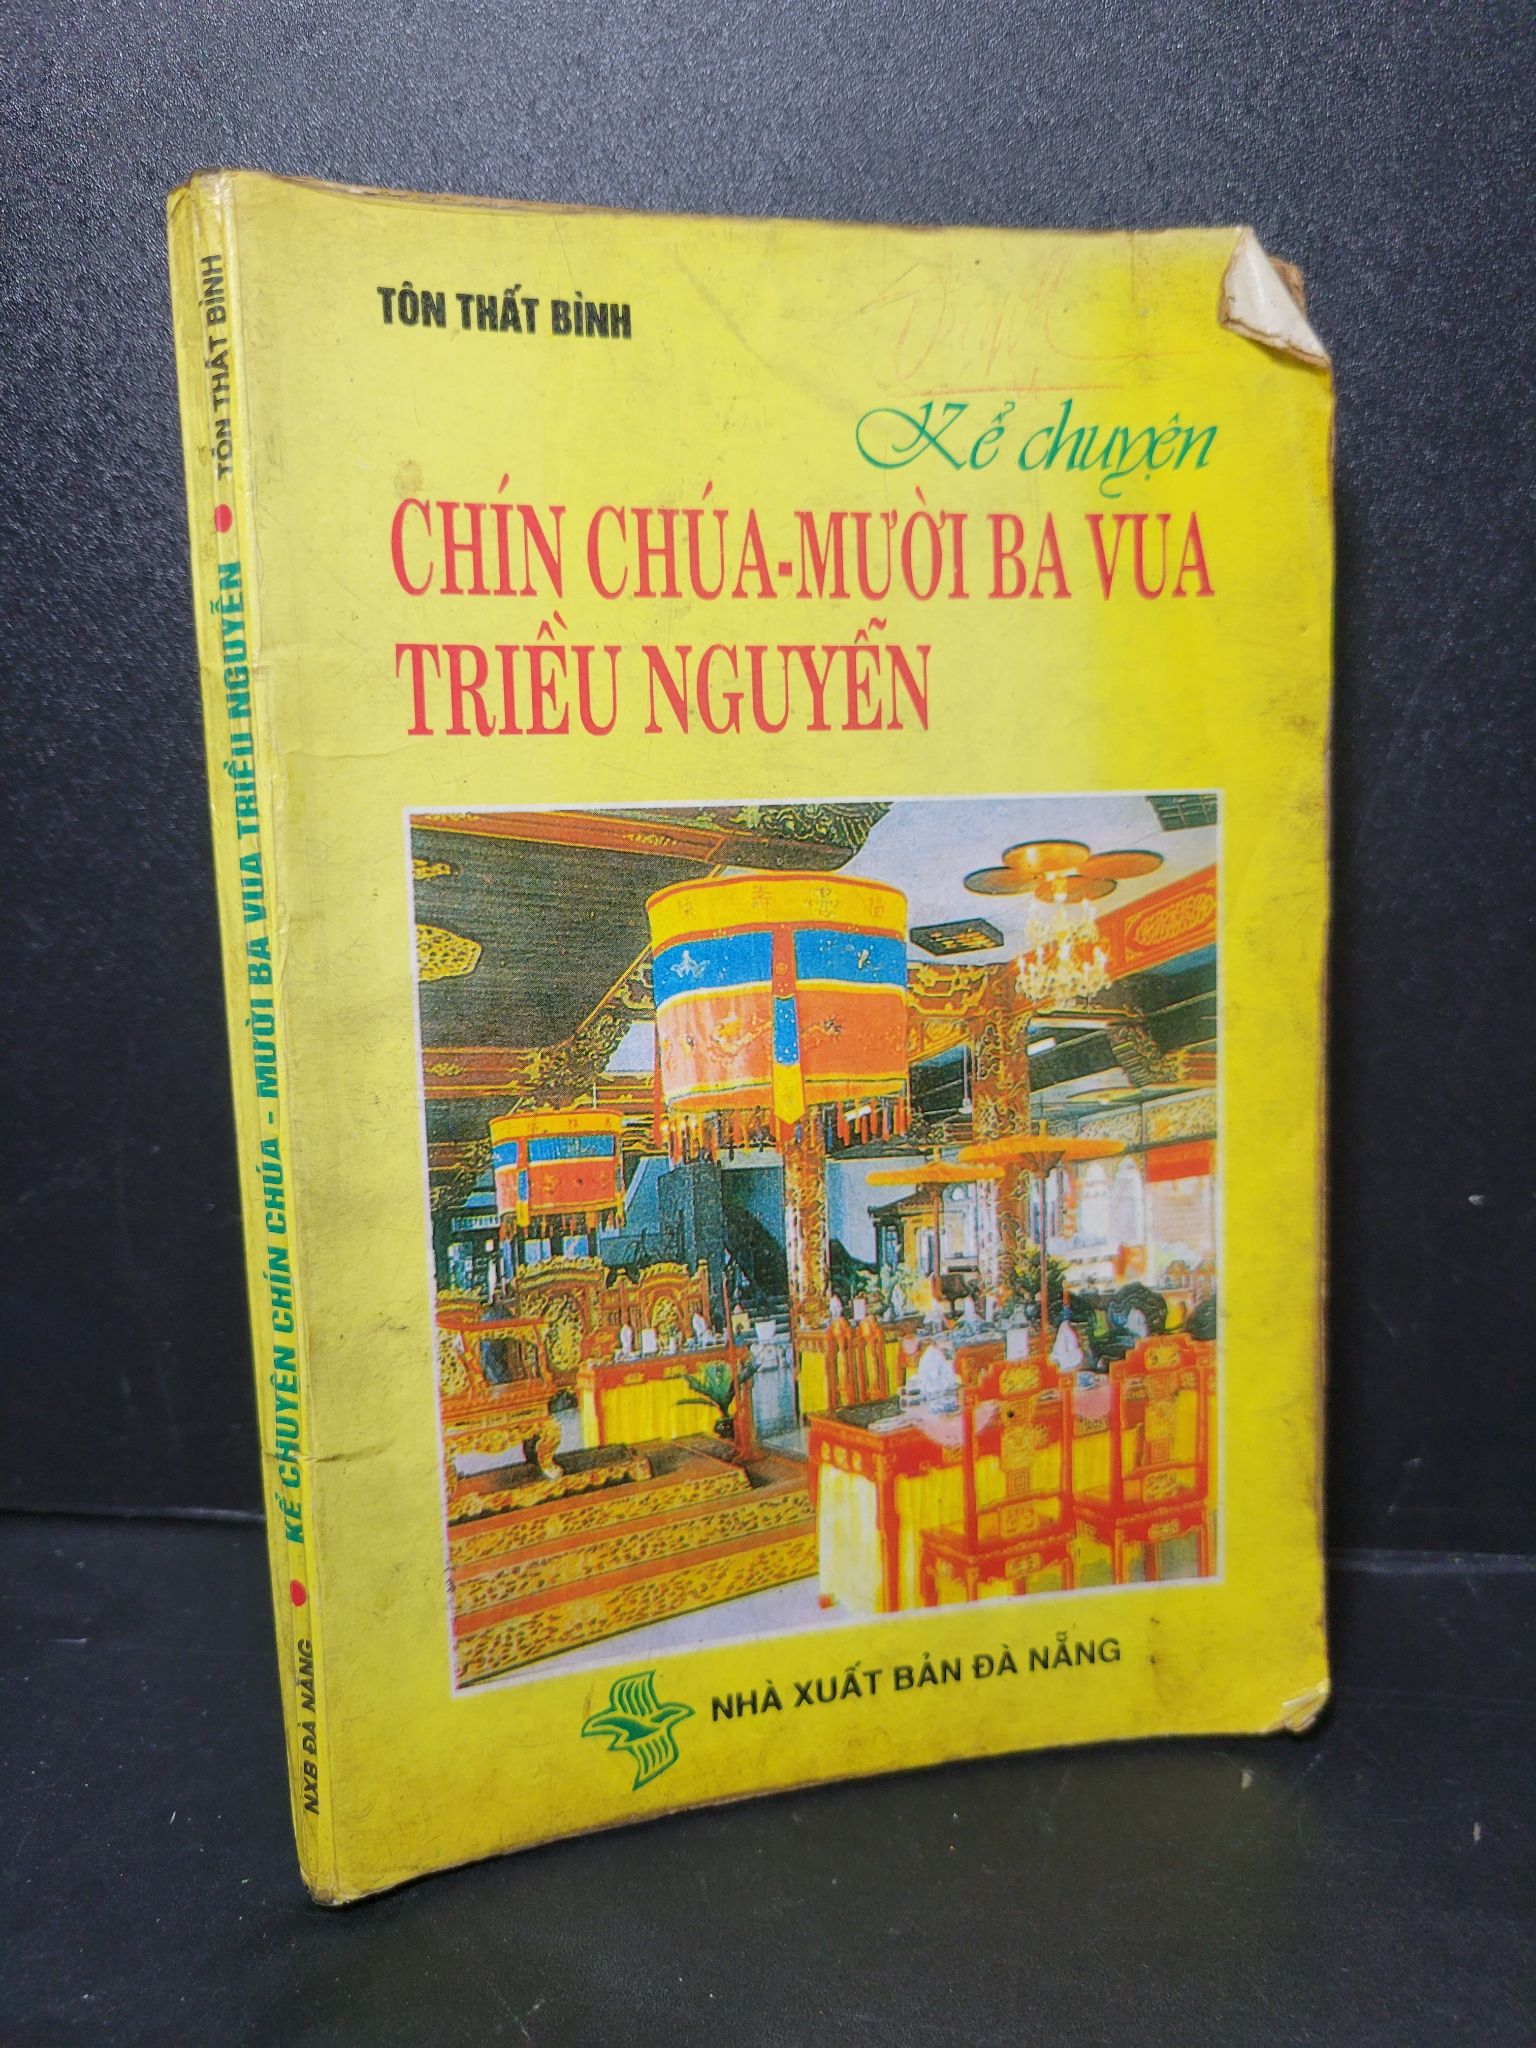 TÔN THẤT BÌNH
Kể chuyện
CHÍN CHÚA-MƯỜI BA VUA
TRIỀU NGUYỄN
NHÀ XUẤT BẢN ĐÀ NẴNG
NXB ĐÀ NẴNG • KỂ CHUYỆN CHÍN CHÚA - MƯỜI BA VUA TRIỀU NGUYỄN • TÔN THẤT BÌNH